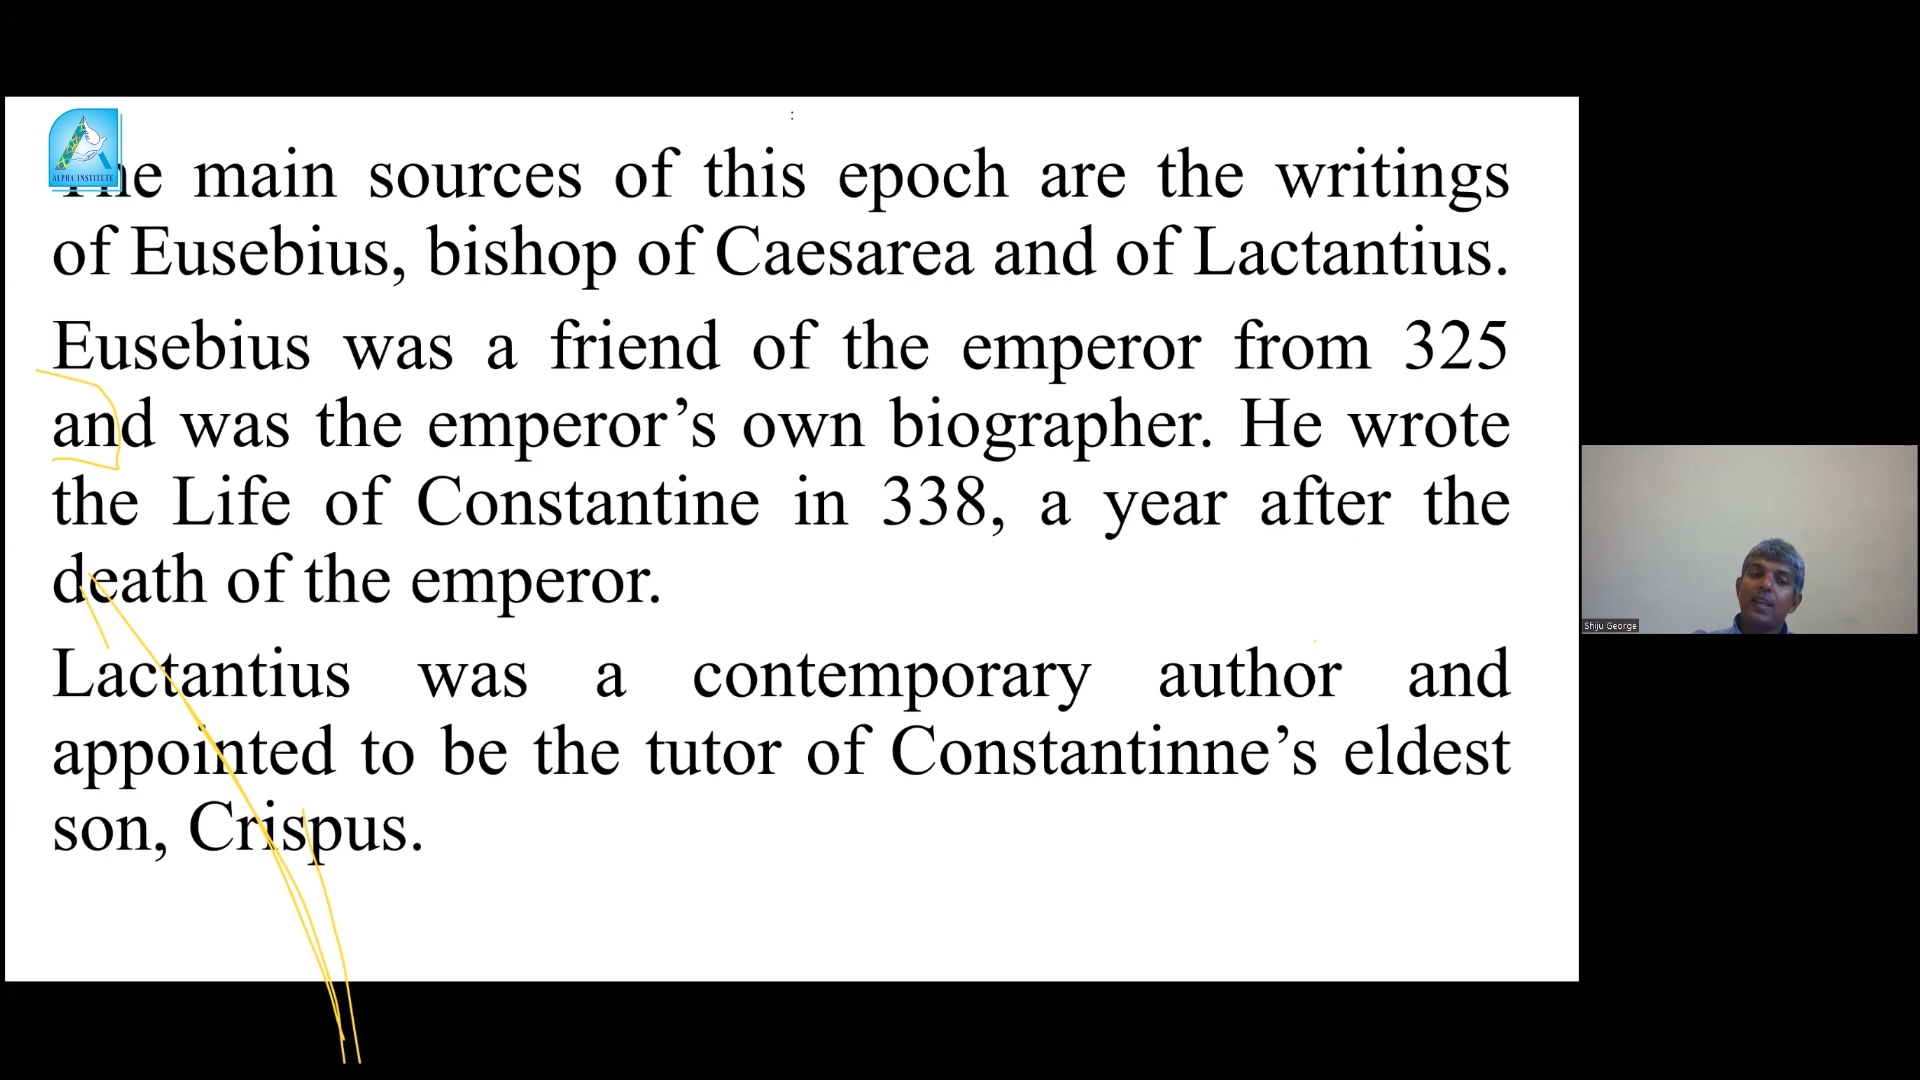 :
The main sources of this epoch are the writings
of Eusebius, bishop of Caesarea and of Lactantius.
Eusebius was a friend of the emperor from 325
and was the emperor’s own biographer. He wrote
the Life of Constantine in 338, a year after the
death of the emperor.
Lactantius was a contemporary author and
appointed to be the tutor of Constantinne’s eldest
son, Crispus.
ALPHA INSTITUTE
Shiju George